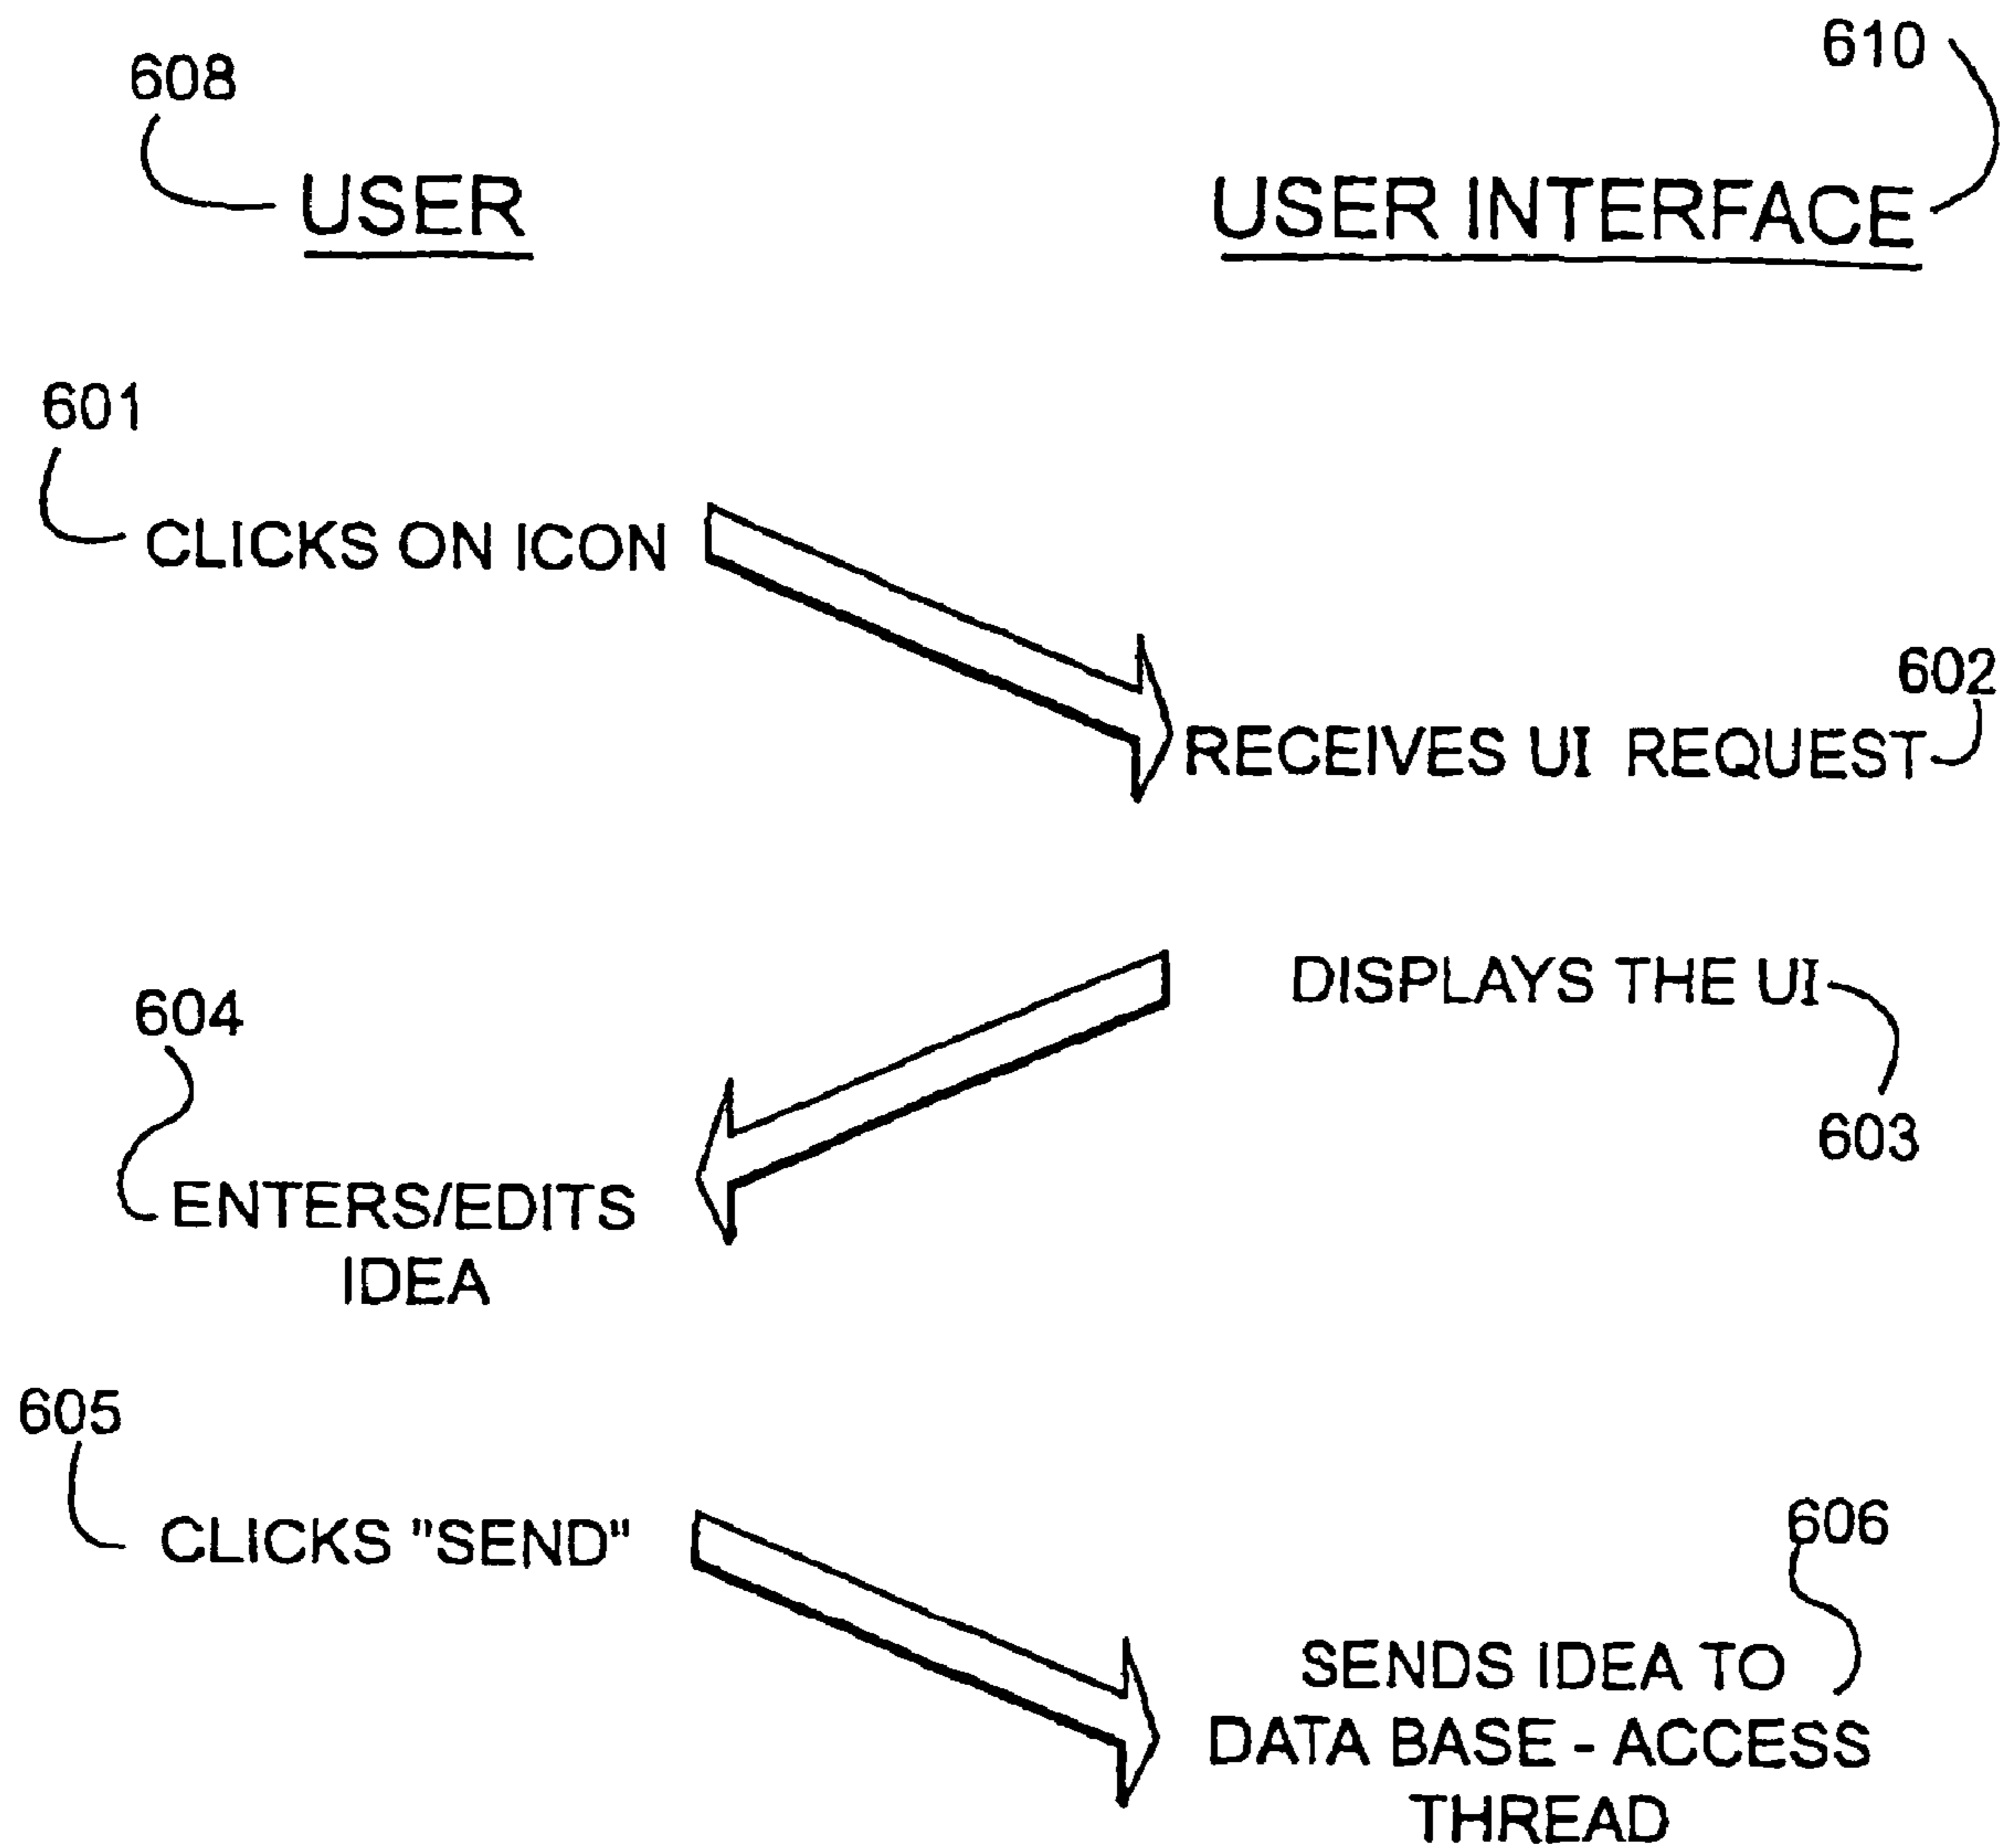 608
610
USER
USER INTERFACE
601
CLICKS ON ICON
602
RECEIVES UI REQUEST
DISPLAYS THE UI
603
604
ENTERS/EDITS
IDEA
605
CLICKS "SEND"
606
SENDS IDEA TO
DATA BASE - ACCESS
THREAD